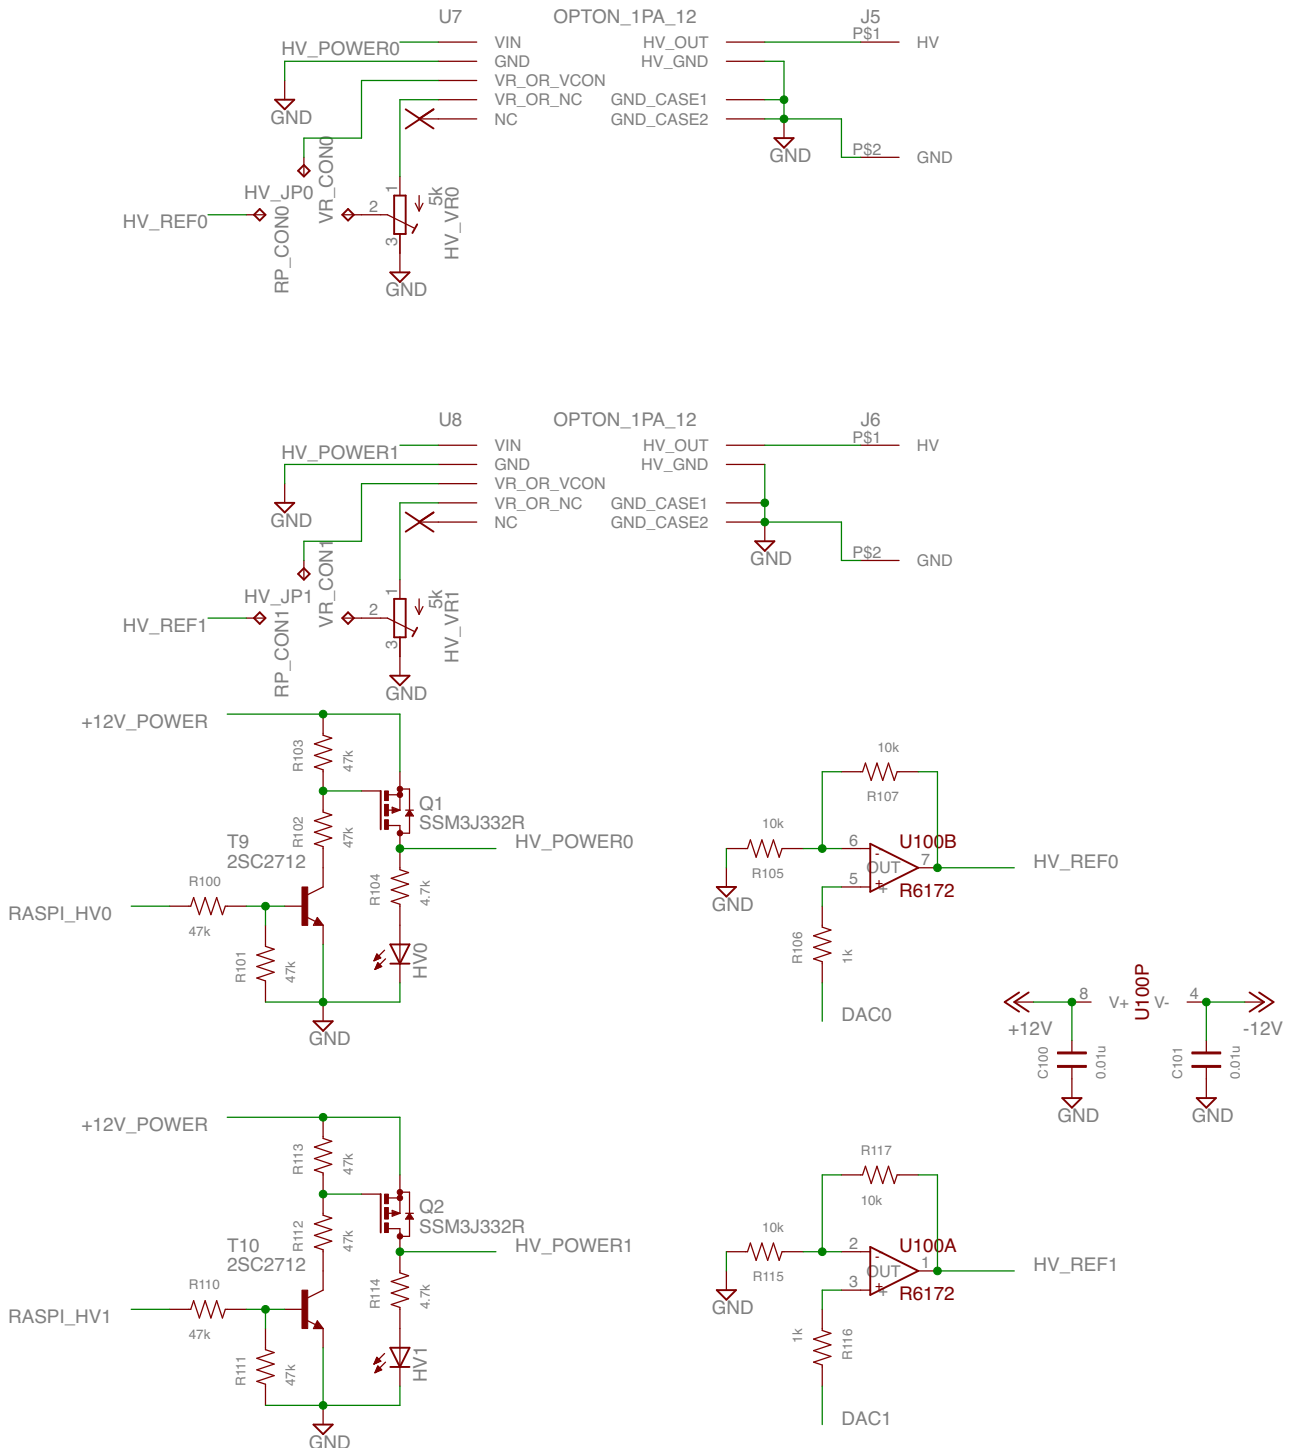 U7 OPTON_1PA_12 J5
HV_POWER0 VIN HV_OUT P$1 HV
GND HV_GND
VR_OR_VCON
VR_OR_NC GND_CASE1
NC GND_CASE2
GND
GND
P$2 GND
HV_JP0
VR_CON0
RP_CON0
HV_REF0
1
2
3
5k
HV_VR0
GND
U8 OPTON_1PA_12 J6
HV_POWER1 VIN HV_OUT P$1 HV
GND HV_GND
VR_OR_VCON
VR_OR_NC GND_CASE1
NC GND_CASE2
GND
GND
P$2 GND
HV_JP1
VR_CON1
RP_CON1
HV_REF1
1
2
3
5k
HV_VR1
GND
+12V_POWER
R103
47k
R102
47k
Q1
SSM3J332R
HV_POWER0
T9
2SC2712
R104
4.7k
R100
47k
RASPI_HV0
R101
47k
HV0
GND
10k
R107
10k
R105
6
5
7
U100B
OUT
-
+
+
R6172
HV_REF0
GND
R106
1k
DAC0
8 V+ V- 4
U100P
+12V -12V
C100
0.01u
C101
0.01u
GND GND
+12V_POWER
R113
47k
R112
47k
Q2
SSM3J332R
HV_POWER1
T10
2SC2712
R114
4.7k
R110
47k
RASPI_HV1
R111
47k
HV1
GND
R117
10k
10k
R115
2
3
1
U100A
OUT
-
+
+
R6172
HV_REF1
GND
1k
R116
DAC1